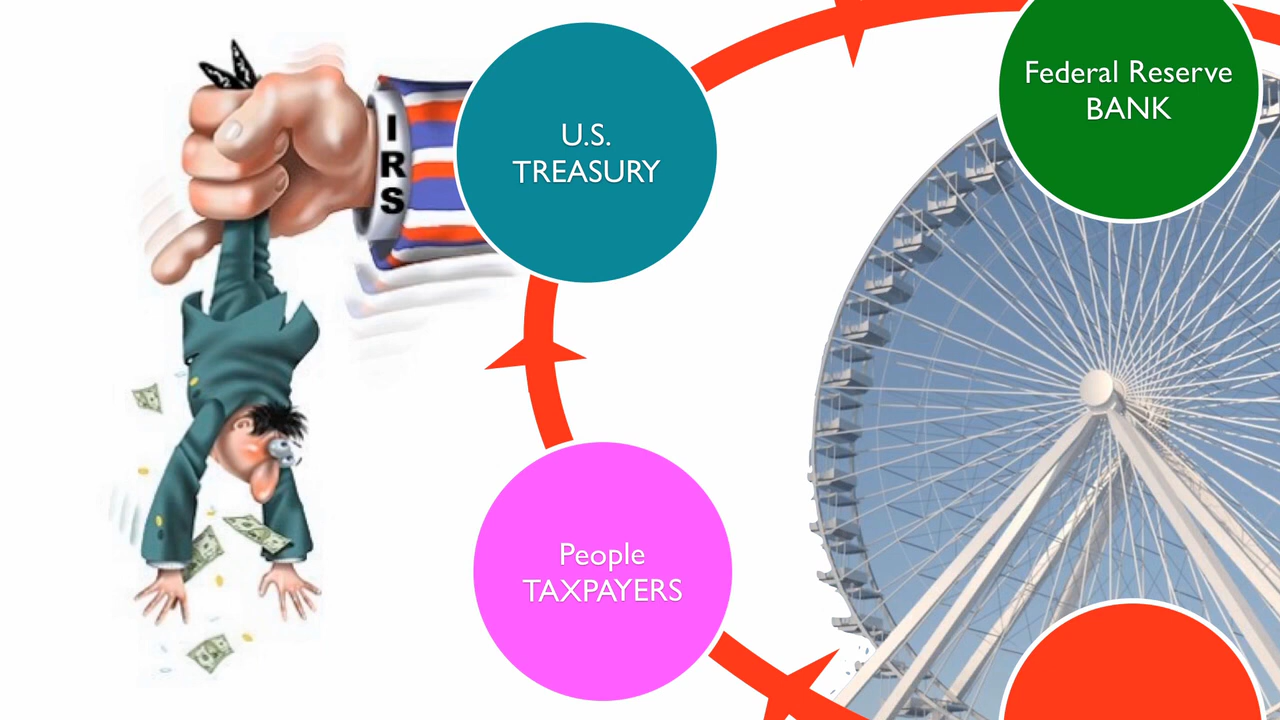 IRS
U.S.
TREASURY
Federal Reserve
BANK
People
TAXPAYERS